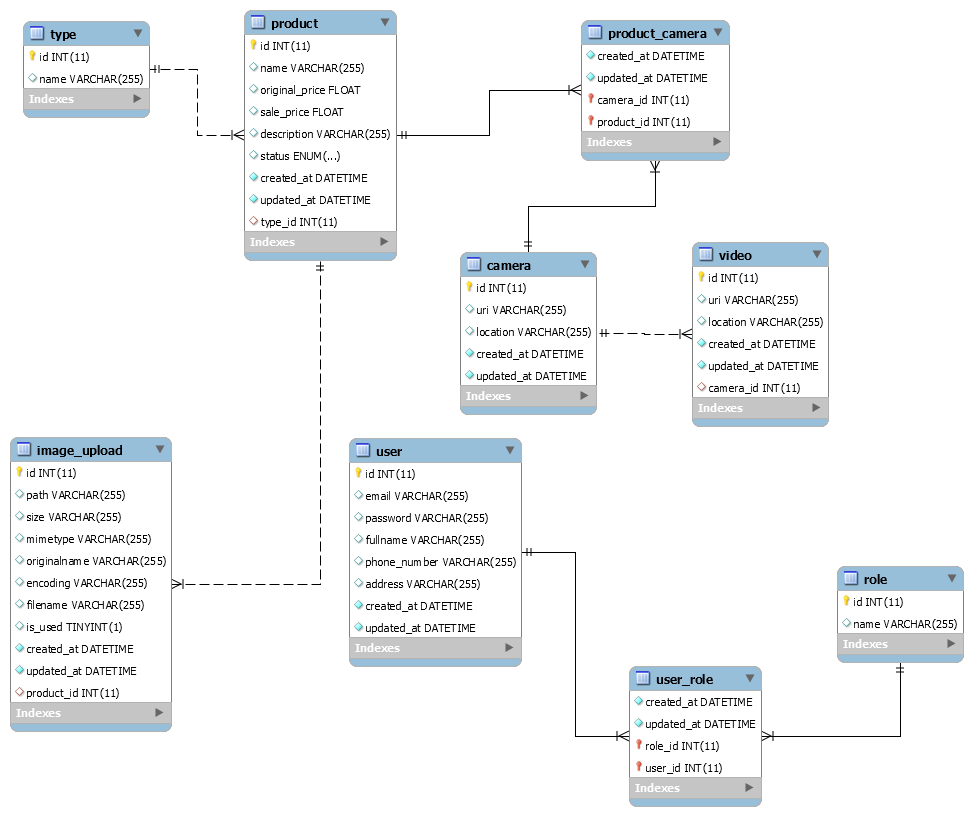 type
id INT(11)
name VARCHAR(255)
Indexes
product
id INT(11)
name VARCHAR(255)
original_price FLOAT
sale_price FLOAT
description VARCHAR(255)
status ENUM(...)
created_at DATETIME
updated_at DATETIME
type_id INT(11)
Indexes
product_camera
created_at DATETIME
updated_at DATETIME
camera_id INT(11)
product_id INT(11)
Indexes
camera
id INT(11)
uri VARCHAR(255)
location VARCHAR(255)
created_at DATETIME
updated_at DATETIME
Indexes
video
id INT(11)
uri VARCHAR(255)
location VARCHAR(255)
created_at DATETIME
updated_at DATETIME
camera_id INT(11)
Indexes
image_upload
id INT(11)
path VARCHAR(255)
size VARCHAR(255)
mimetype VARCHAR(255)
originalname VARCHAR(255)
encoding VARCHAR(255)
filename VARCHAR(255)
is_used TINYINT(1)
created_at DATETIME
updated_at DATETIME
product_id INT(11)
Indexes
user
id INT(11)
email VARCHAR(255)
password VARCHAR(255)
fullname VARCHAR(255)
phone_number VARCHAR(255)
address VARCHAR(255)
created_at DATETIME
updated_at DATETIME
Indexes
role
id INT(11)
name VARCHAR(255)
Indexes
user_role
created_at DATETIME
updated_at DATETIME
role_id INT(11)
user_id INT(11)
Indexes